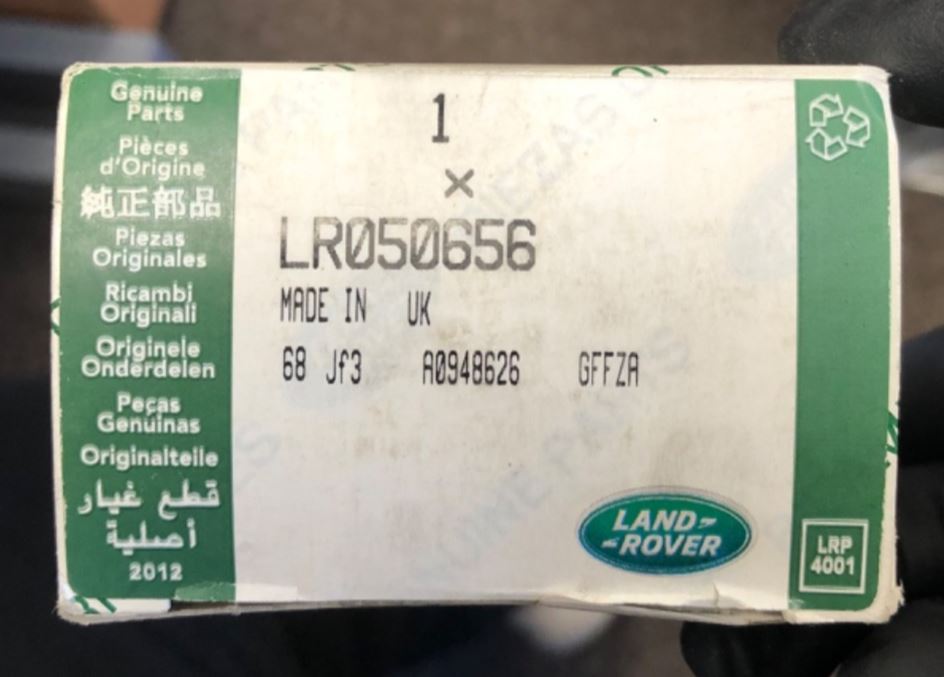 Genuine
Parts
Pièces
d'Origine
純正部品
Piezas
Originales
Ricambi
Originali
Originele
Onderdelen
Peças
Genuinas
Originalteile
قطع غيار
أصلية
2012
1
×
LR050656
MADE IN UK
68 Jf3 A0948626 GFFZA
LAND-
-ROVER
LRP
4001